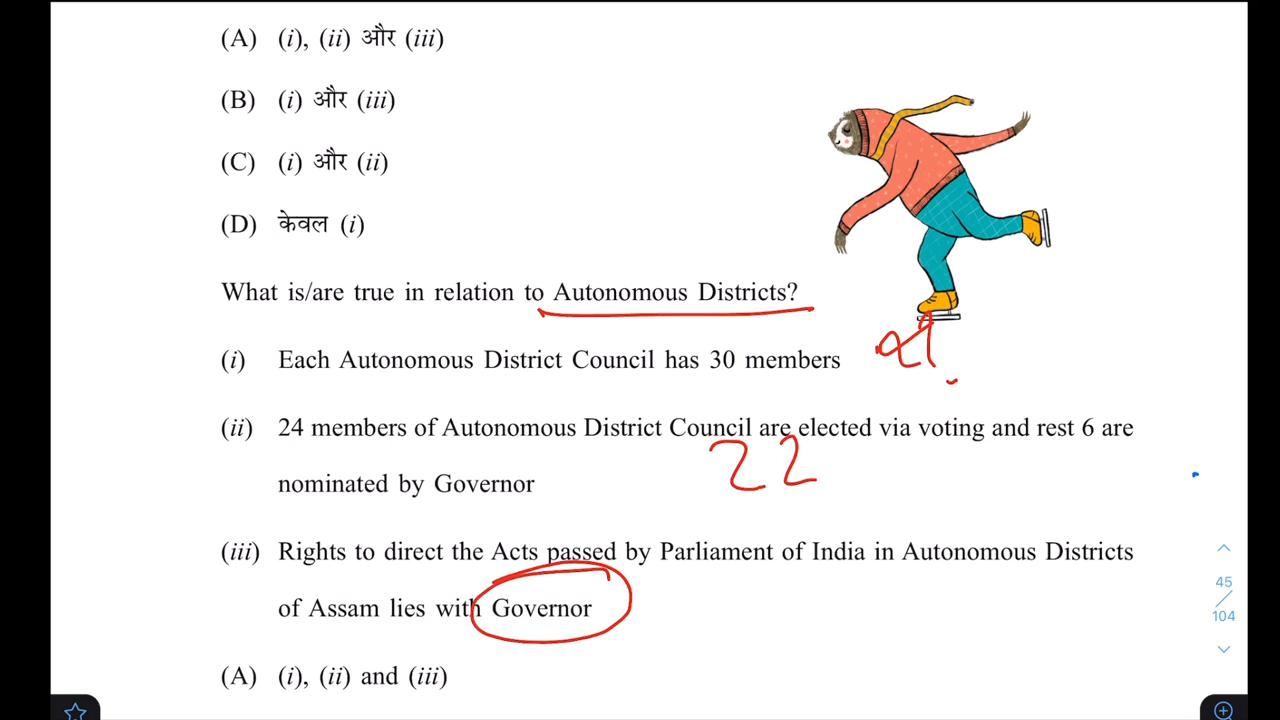 (A) (i), (ii) और (iii)
(B) (i) और (iii)
(C) (i) और (ii)
(D) केवल (i)
What is/are true in relation to Autonomous Districts?
(i) Each Autonomous District Council has 30 members
(ii) 24 members of Autonomous District Council are elected via voting and rest 6 are
22
nominated by Governor
(iii) Rights to direct the Acts passed by Parliament of India in Autonomous Districts
of Assam lies with Governor
(A) (i), (ii) and (iii)
45
/
104